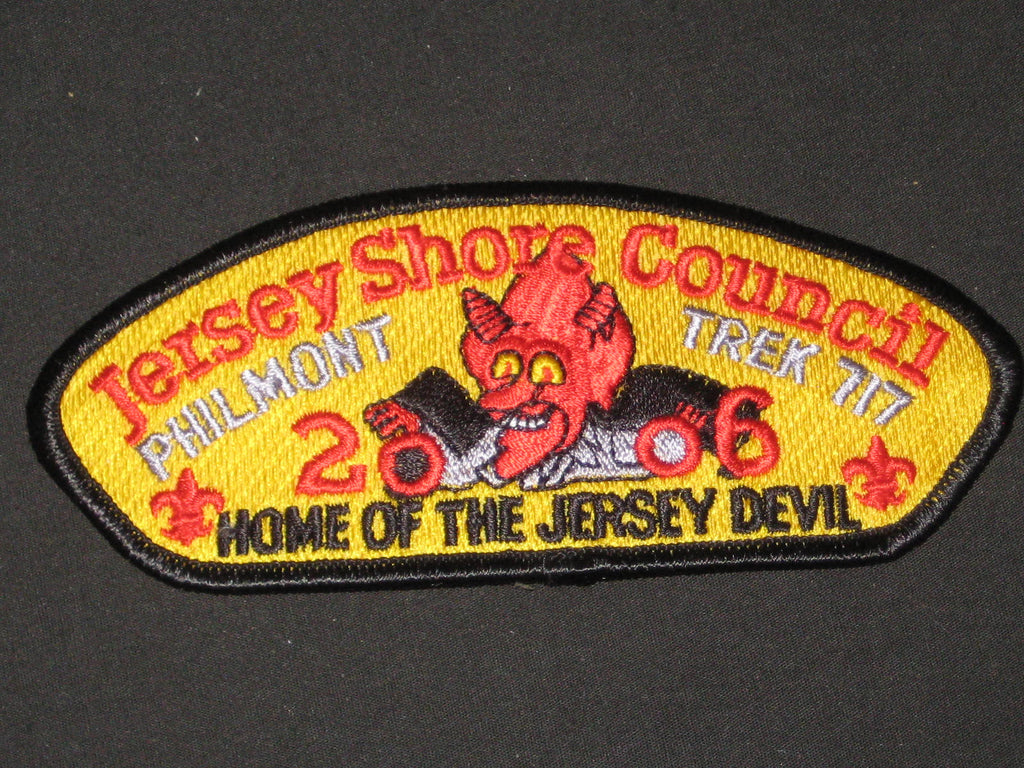 Jersey Shore Council
PHILMONT TREK 717
2006
HOME OF THE JERSEY DEVIL